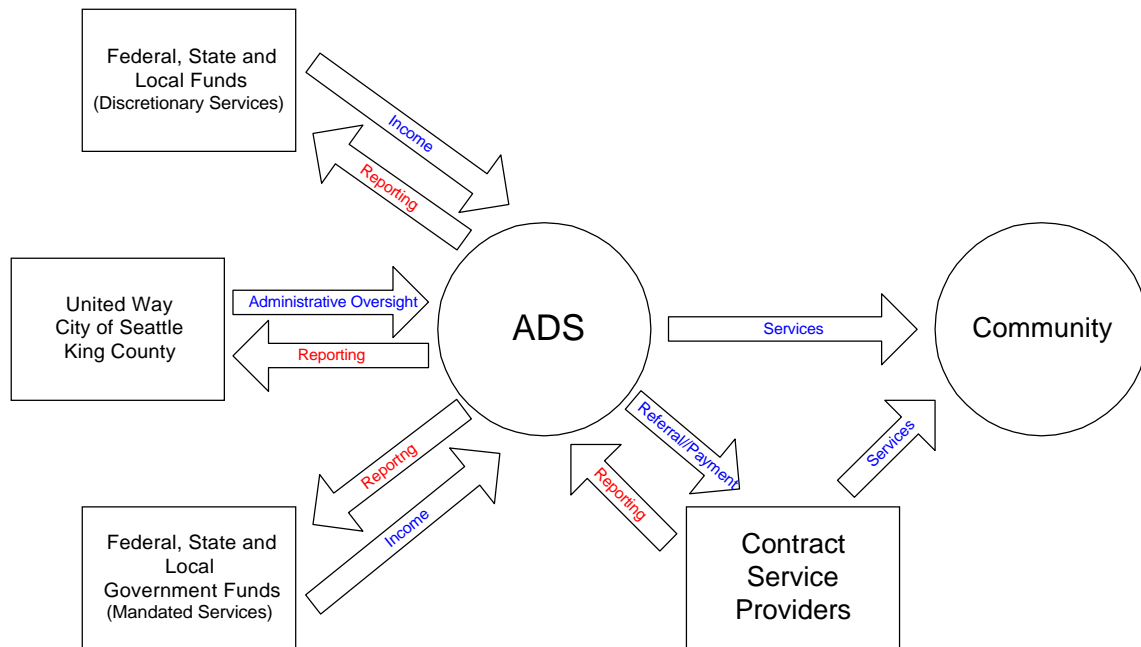 Federal, State and
Local Funds
(Discretionary Services)
Income
Reporting
United Way
City of Seattle
King County
Administrative Oversight
Reporting
ADS
Services
Community
Reportng
Income
Referral//Payment
Reporting
Services
Federal, State and
Local
Government Funds
(Mandated Services)
Contract
Service
Providers